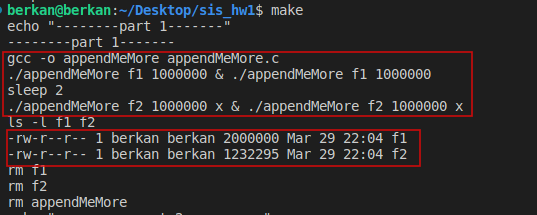 berkan@berkan:~/Desktop/sis_hw1$ make
echo "--------part 1-------"
--------part 1-------
gcc -o appendMeMore appendMeMore.c
./appendMeMore f1 1000000 & ./appendMeMore f1 1000000
sleep 2
./appendMeMore f2 1000000 x & ./appendMeMore f2 1000000 x
ls -l f1 f2
-rw-r--r-- 1 berkan berkan 2000000 Mar 29 22:04 f1
-rw-r--r-- 1 berkan berkan 1232295 Mar 29 22:04 f2
rm f1
rm f2
rm appendMeMore